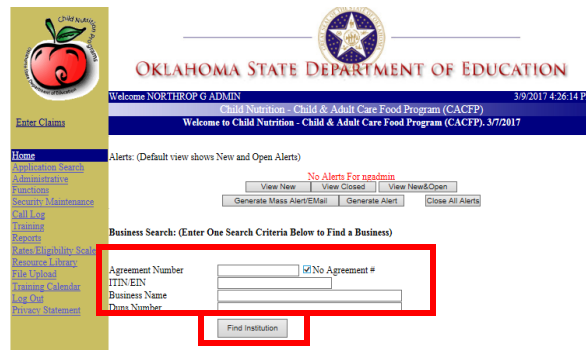 Child Nutrition Programs
OKLAHOMA STATE DEPARTMENT OF EDUCATION
Welcome NORTHROP G ADMIN 3/9/2017 4:26:14 P
Child Nutrition - Child & Adult Care Food Program (CACFP)
Enter Claims
Welcome to Child Nutrition - Child & Adult Care Food Program (CACFP). 3/7/2017
Home
Application Search
Administrative
Functions
Security Maintenance
Call Log
Training
Reports
Rates/Eligibility Scale
Resource Library
File Upload
Training Calendar
Log Out
Privacy Statement
Alerts: (Default view shows New and Open Alerts)
No Alerts For ngadmin
View New View Closed View New&Open
Generate Mass Alert/EMail Generate Alert Close All Alerts
Business Search: (Enter One Search Criteria Below to Find a Business)
Agreement Number No Agreement #
ITIN/EIN
Business Name
Duns Number
Find Institution